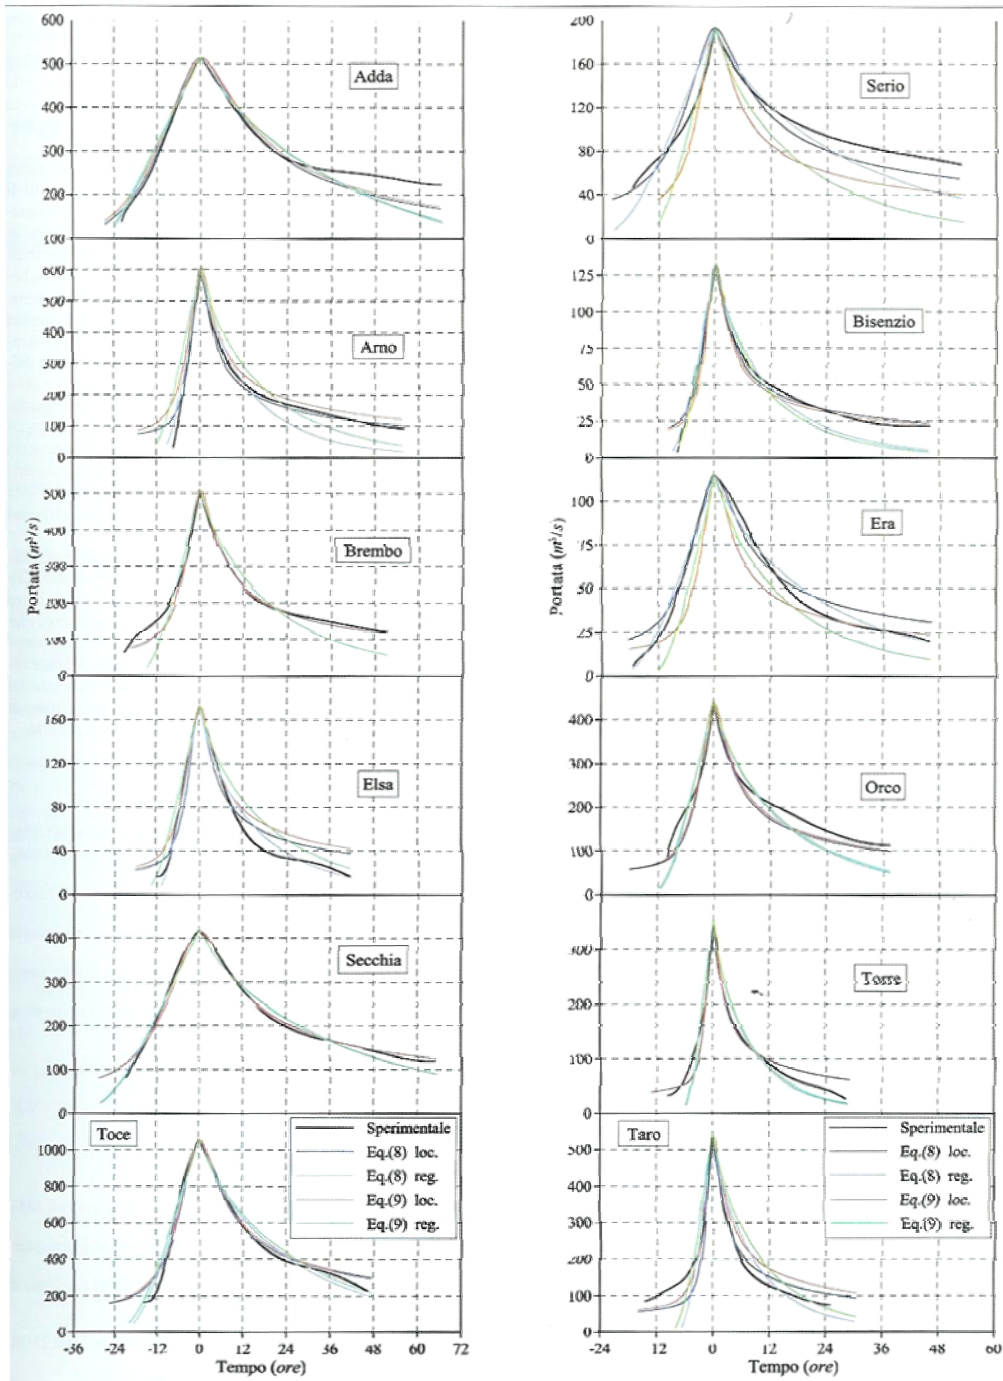 600
500
400
300
200
100
Adda
200
160
120
80
40
0
Serio
600
500
400
300
200
100
0
Arno
125
100
75
50
25
0
Bisenzio
500
400
300
200
100
0
Brembo
Portata (m³/s)
100
75
50
25
0
Era
Portata (m³/s)
160
120
80
40
0
Elsa
400
300
200
100
0
Orco
400
300
200
100
0
Secchia
300
200
100
0
Torre
1000
800
600
400
200
0
Toce
Sperimentale
Eq.(8) loc.
Eq.(8) reg.
Eq.(9) loc.
Eq.(9) reg.
-36 -24 -12 0 12 24 36 48 60 72
Tempo (ore)
500
400
300
200
100
0
Taro
Sperimentale
Eq.(8) loc.
Eq.(8) reg.
Eq.(9) loc.
Eq.(9) reg.
-24 -12 0 12 24 36 48 60
Tempo (ore)